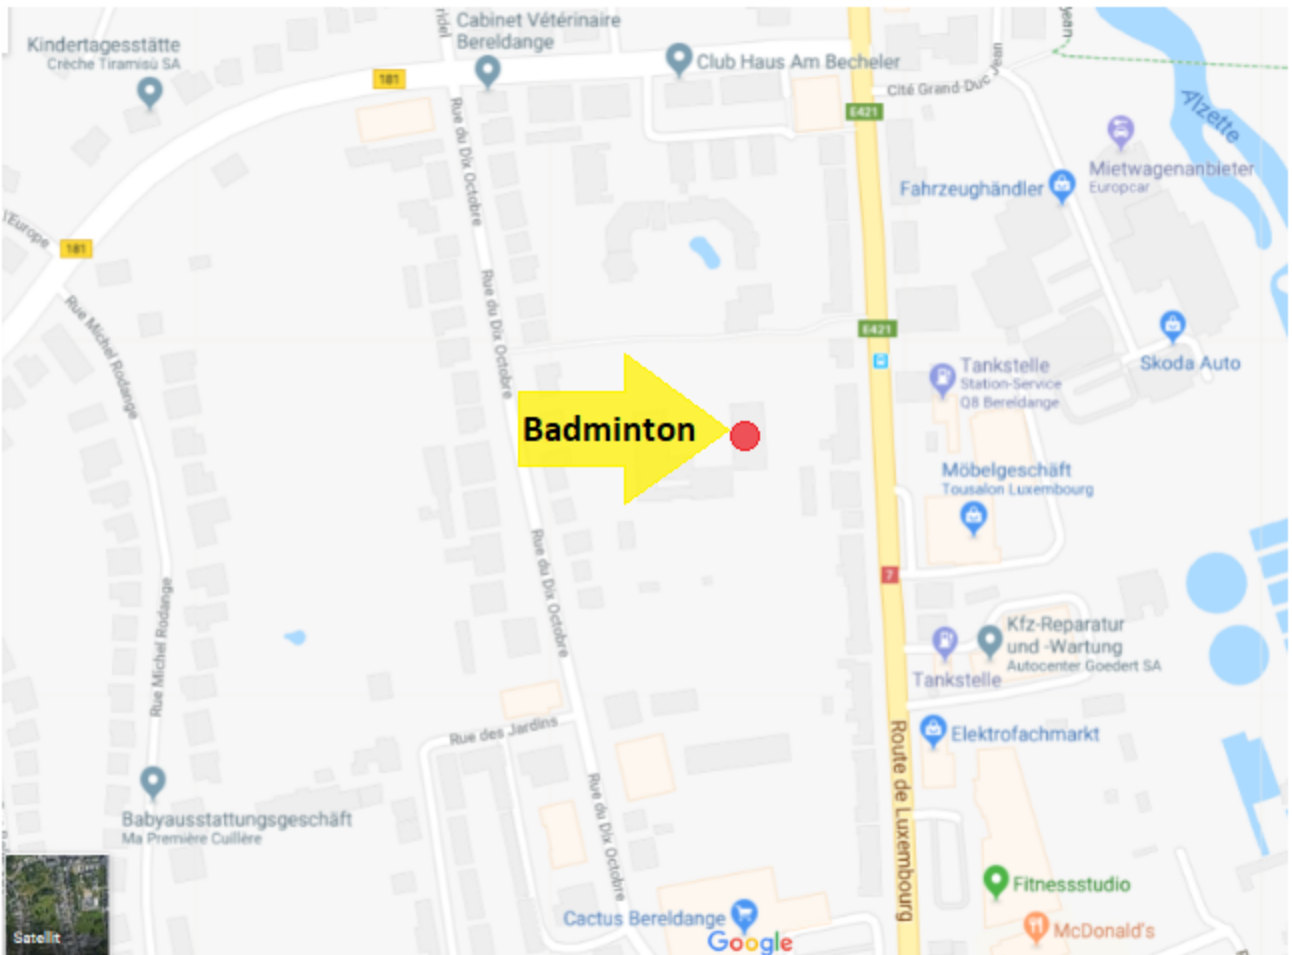 Kindertagesstätte
Crèche Tiramisù SA
Cabinet Vétérinaire
Bereldange
Club Haus Am Becheler
181
E421
Cité Grand-Duc Jean
Alzette
Mietwagenanbieter
Europcar
Fahrzeughändler
Rue du Dix Octobre
181
Rue Michel Rodange
Rue du Dix Octobre
E421
Skoda Auto
Tankstelle
Station-Service
Q8 Bereldange
Badminton
Möbelgeschäft
Tousalon Luxembourg
7
Rue du Dix Octobre
Rue Michel Rodange
Kfz-Reparatur
und -Wartung
Autocenter Goedert SA
Tankstelle
Rue des Jardins
Elektrofachmarkt
Route de Luxembourg
Babyausstattungsgeschäft
Ma Première Cuillère
Rue du Dix Octobre
Fitnessstudio
Cactus Bereldange
McDonald's
Google
Satellit